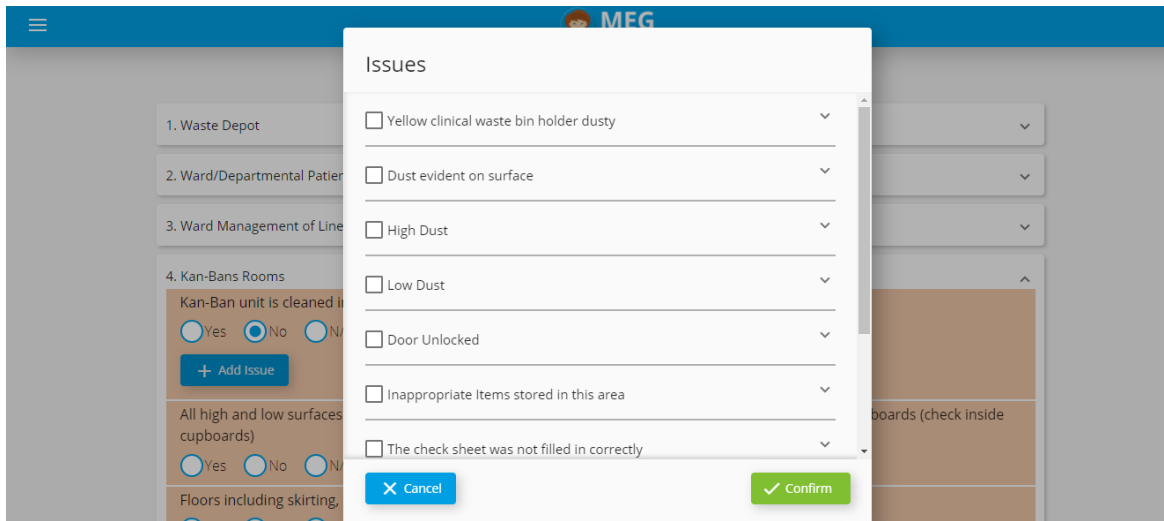 MEG
Issues
Yellow clinical waste bin holder dusty
Dust evident on surface
High Dust
Low Dust
Door Unlocked
Inappropriate Items stored in this area
The check sheet was not filled in correctly
Cancel
Confirm
1. Waste Depot
2. Ward/Departmental
3. Ward Management of
4. Kan-Bans Rooms
Kan-Ban unit is cleaned
Yes No
+ Add Issue
All high and low surfaces boards (check inside
cupboards)
Yes No
Floors including skirting,